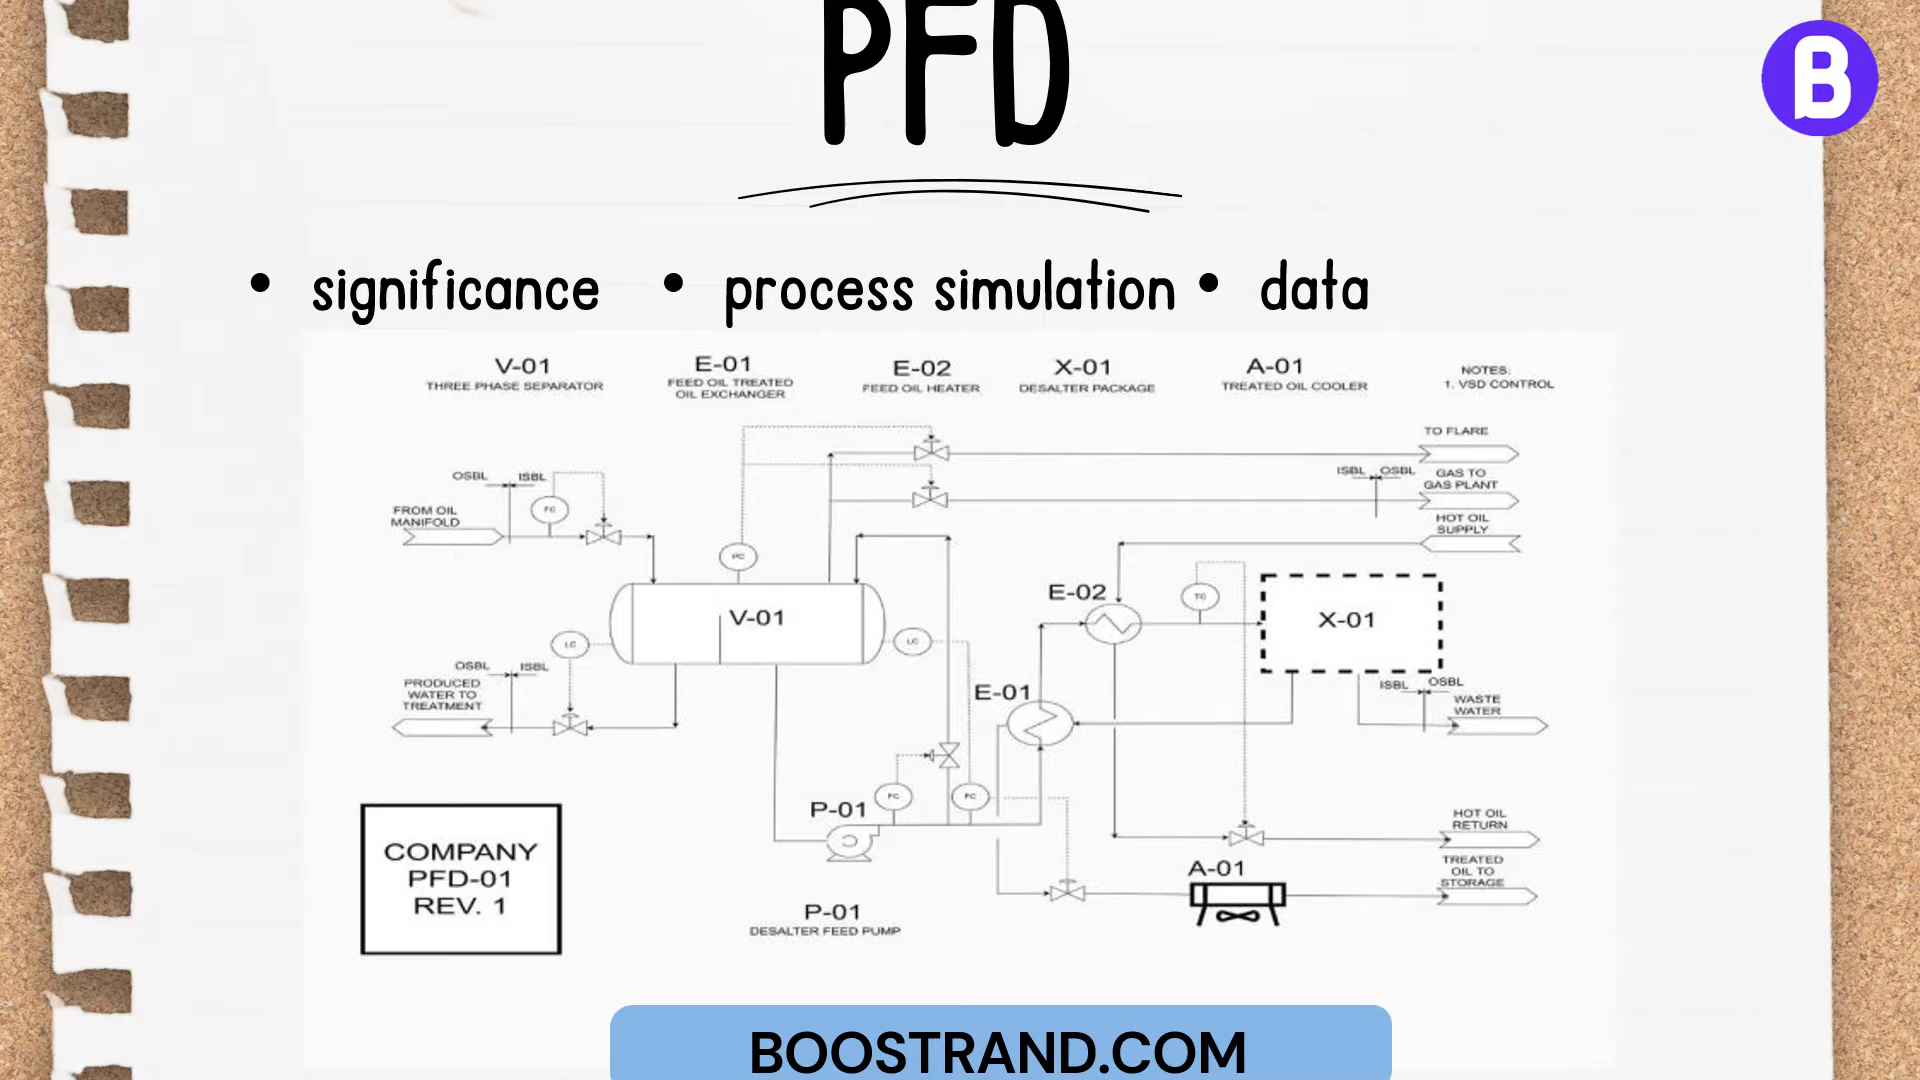 PFD
B
• significance • process simulation • data
V-01
THREE PHASE SEPARATOR
E-01
FEED OIL TREATED
OIL EXCHANGER
E-02
FEED OIL HEATER
X-01
DESALTER PACKAGE
A-01
TREATED OIL COOLER
NOTES:
1. VSD CONTROL
TO FLARE
OSBL ISBL
FC
FROM OIL
MANIFOLD
ISBL OSBL
GAS TO
GAS PLANT
HOT OIL
SUPPLY
PC
V-01
E-02
TC
X-01
LC
LC
OSBL ISBL
PRODUCED
WATER TO
TREATMENT
E-01
ISBL OSBL
WASTE
WATER
P-01
FC
FC
HOT OIL
RETURN
A-01
TREATED
OIL TO
STORAGE
COMPANY
PFD-01
REV. 1
P-01
DESALTER FEED PUMP
BOOSTRAND.COM